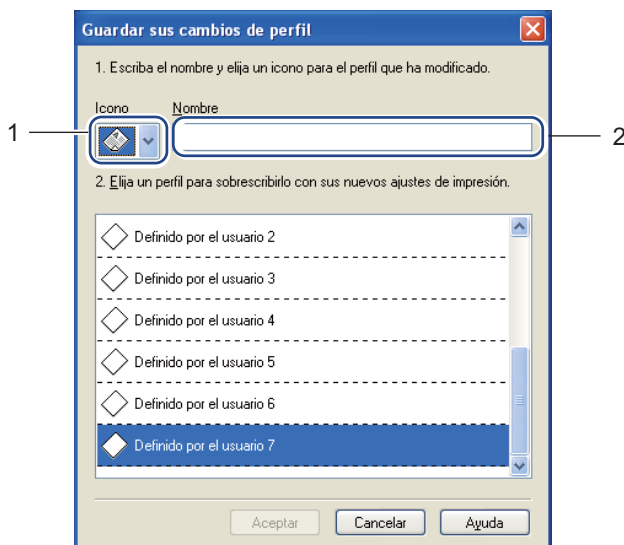 Guardar sus cambios de perfil
1. Escriba el nombre y elija un icono para el perfil que ha modificado.
Icono Nombre
1
2
2. Elija un perfil para sobrescribirlo con sus nuevos ajustes de impresión.
Definido por el usuario 2
Definido por el usuario 3
Definido por el usuario 4
Definido por el usuario 5
Definido por el usuario 6
Definido por el usuario 7
Aceptar Cancelar Ayuda